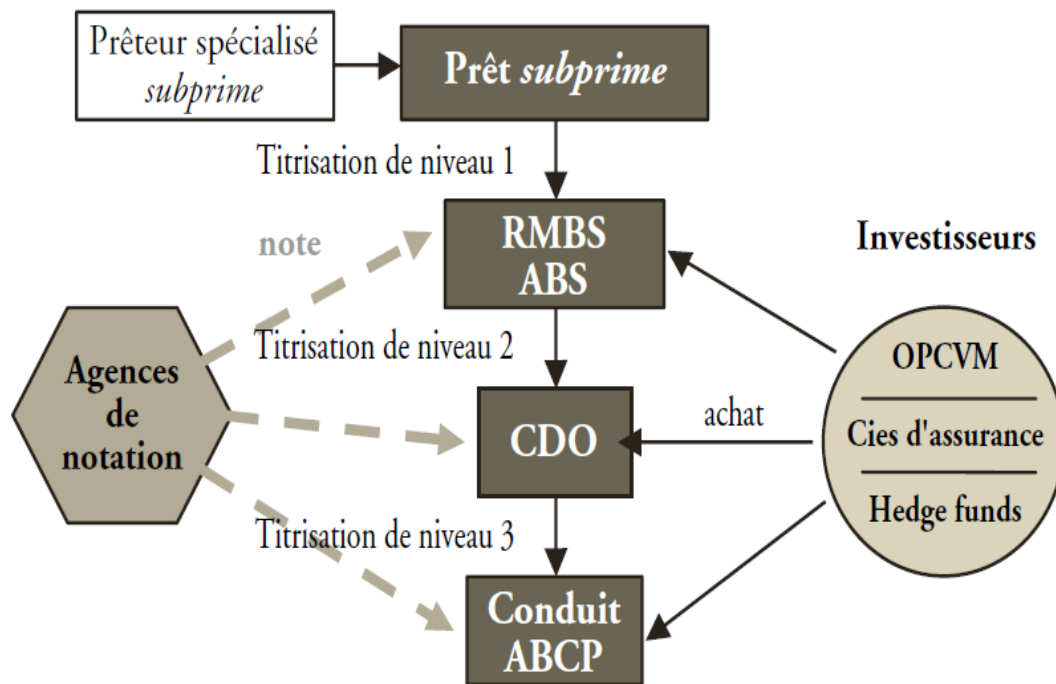 Prêteur spécialisé
subprime
Prêt subprime
Titrisation de niveau 1
note
RMBS
ABS
Investisseurs
Titrisation de niveau 2
Agences
de
notation
CDO
achat
OPCVM
Cies d'assurance
Hedge funds
Titrisation de niveau 3
Conduit
ABCP